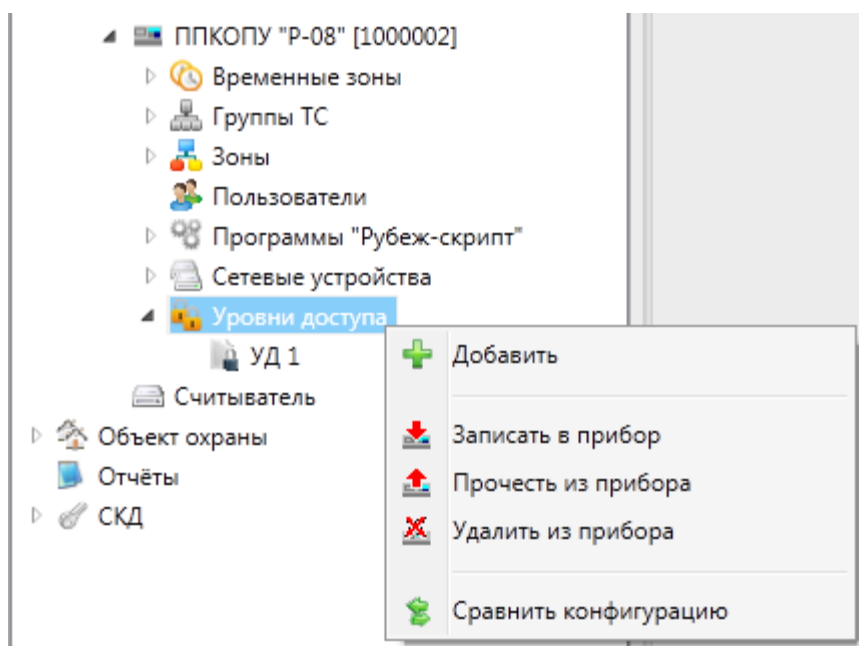 ППКОПУ "Р-08" [1000002]
Временные зоны
Группы ТС
Зоны
Пользователи
Программы "Рубеж-скрипт"
Сетевые устройства
Уровни доступа
УД 1
Считыватель
Объект охраны
Отчёты
СКД
Добавить
Записать в прибор
Прочесть из прибора
Удалить из прибора
Сравнить конфигурацию